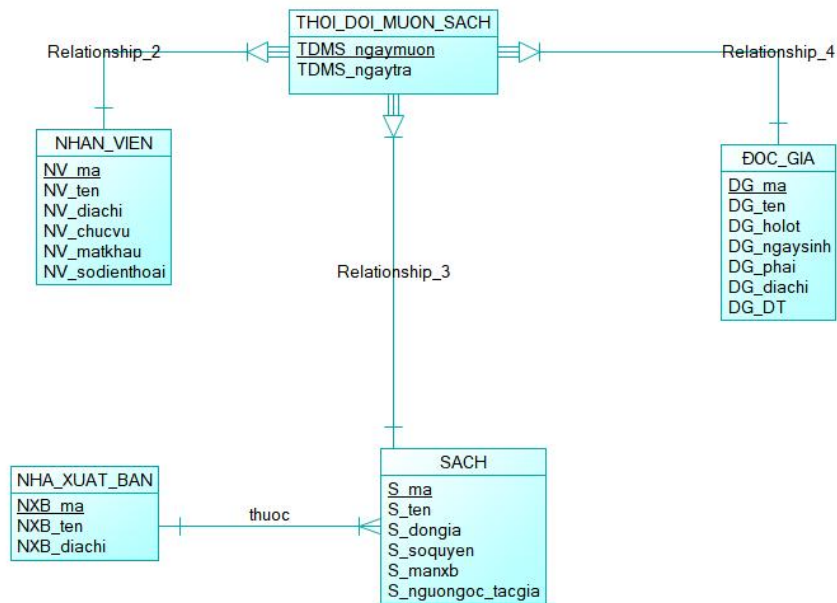 THOI_DOI_MUON_SACH
TDMS_ngaymuon
TDMS_ngaytra
Relationship_2
Relationship_4
NHAN_VIEN
NV_ma
NV_ten
NV_diachi
NV_chucvu
NV_matkhau
NV_sodienthoai
ĐOC_GIA
DG_ma
DG_ten
DG_holot
DG_ngaysinh
DG_phai
DG_diachi
DG_DT
Relationship_3
NHA_XUAT_BAN
NXB_ma
NXB_ten
NXB_diachi
thuoc
SACH
S_ma
S_ten
S_dongia
S_soquyen
S_manxb
S_nguongoc_tacgia